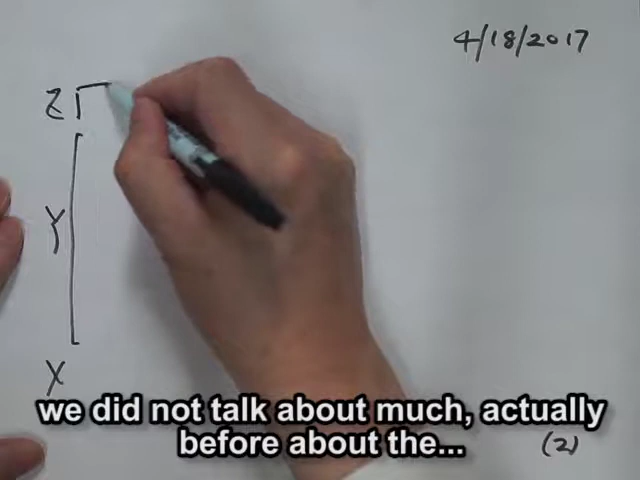 4/18/2017
Z
Y
X
we did not talk about much, actually
before about the...
(2)